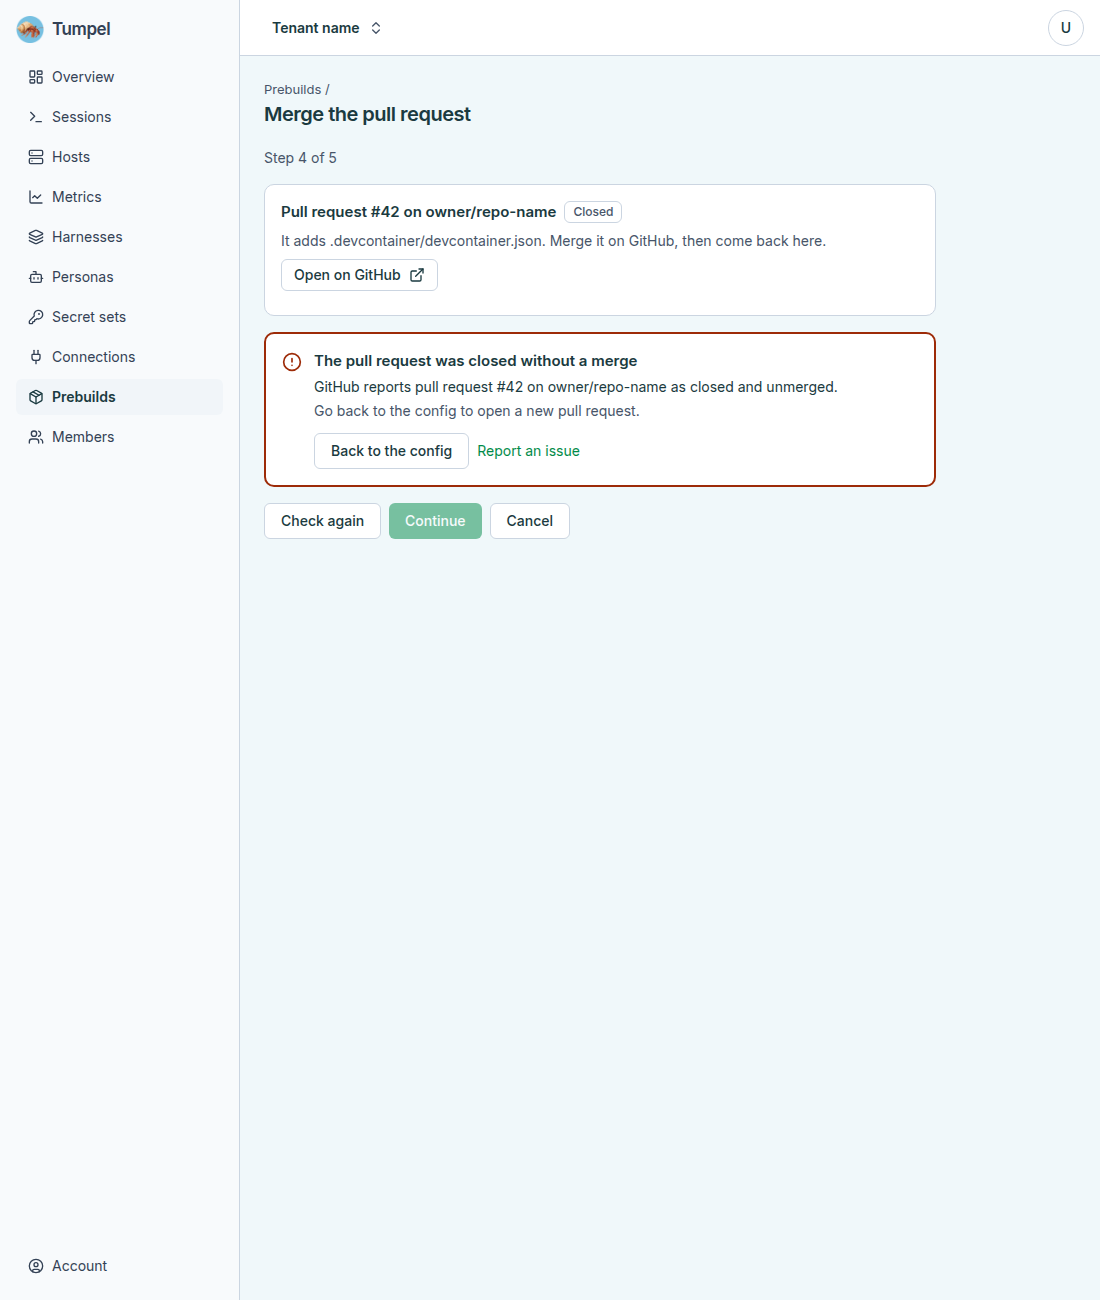 Tumpel
Tenant name
U
Overview
Sessions
Hosts
Metrics
Harnesses
Personas
Secret sets
Connections
Prebuilds
Members
Account
Prebuilds /
Merge the pull request
Step 4 of 5
Pull request #42 on owner/repo-name Closed
It adds .devcontainer/devcontainer.json. Merge it on GitHub, then come back here.
Open on GitHub
The pull request was closed without a merge
GitHub reports pull request #42 on owner/repo-name as closed and unmerged.
Go back to the config to open a new pull request.
Back to the config Report an issue
Check again Continue Cancel